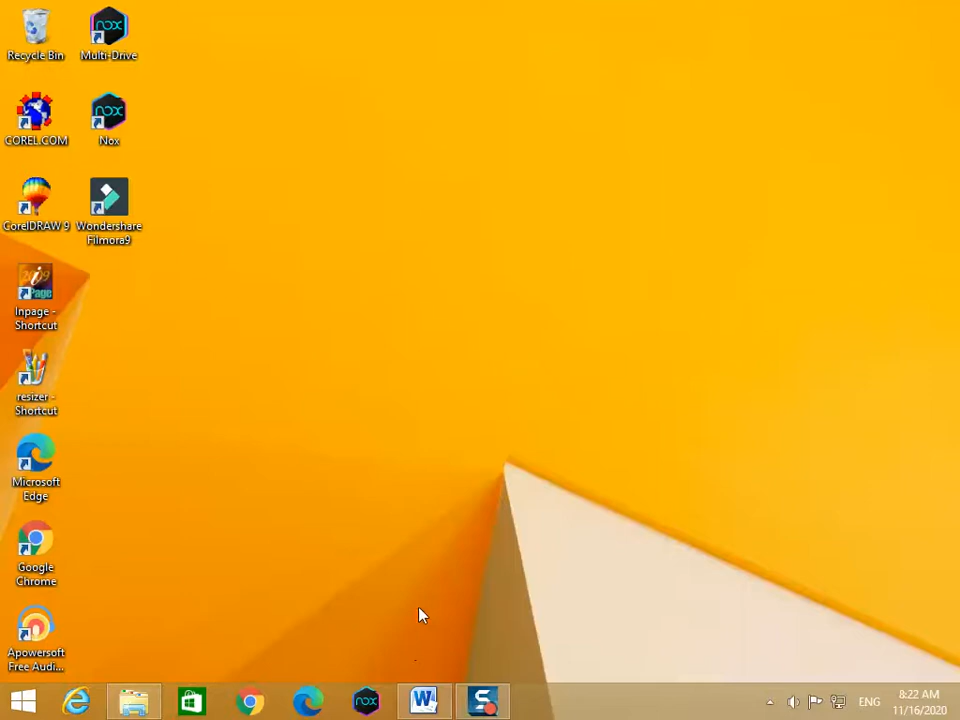 Recycle Bin
Multi-Drive
COREL.COM
Nox
CorelDRAW 9
Wondershare
Filmora9
Inpage -
Shortcut
resizer -
Shortcut
Microsoft
Edge
Google
Chrome
Apowersoft
Free Audi...
ENG
8:22 AM
11/16/2020